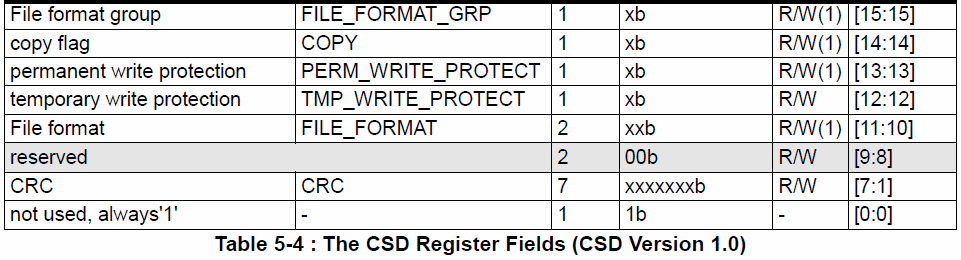 File format group FILE_FORMAT_GRP 1 xb R/W(1) [15:15]
copy flag COPY 1 xb R/W(1) [14:14]
permanent write protection PERM_WRITE_PROTECT 1 xb R/W(1) [13:13]
temporary write protection TMP_WRITE_PROTECT 1 xb R/W [12:12]
File format FILE_FORMAT 2 xxb R/W(1) [11:10]
reserved 2 00b R/W [9:8]
CRC CRC 7 xxxxxxxb R/W [7:1]
not used, always'1' - 1 1b - [0:0]
Table 5-4 : The CSD Register Fields (CSD Version 1.0)